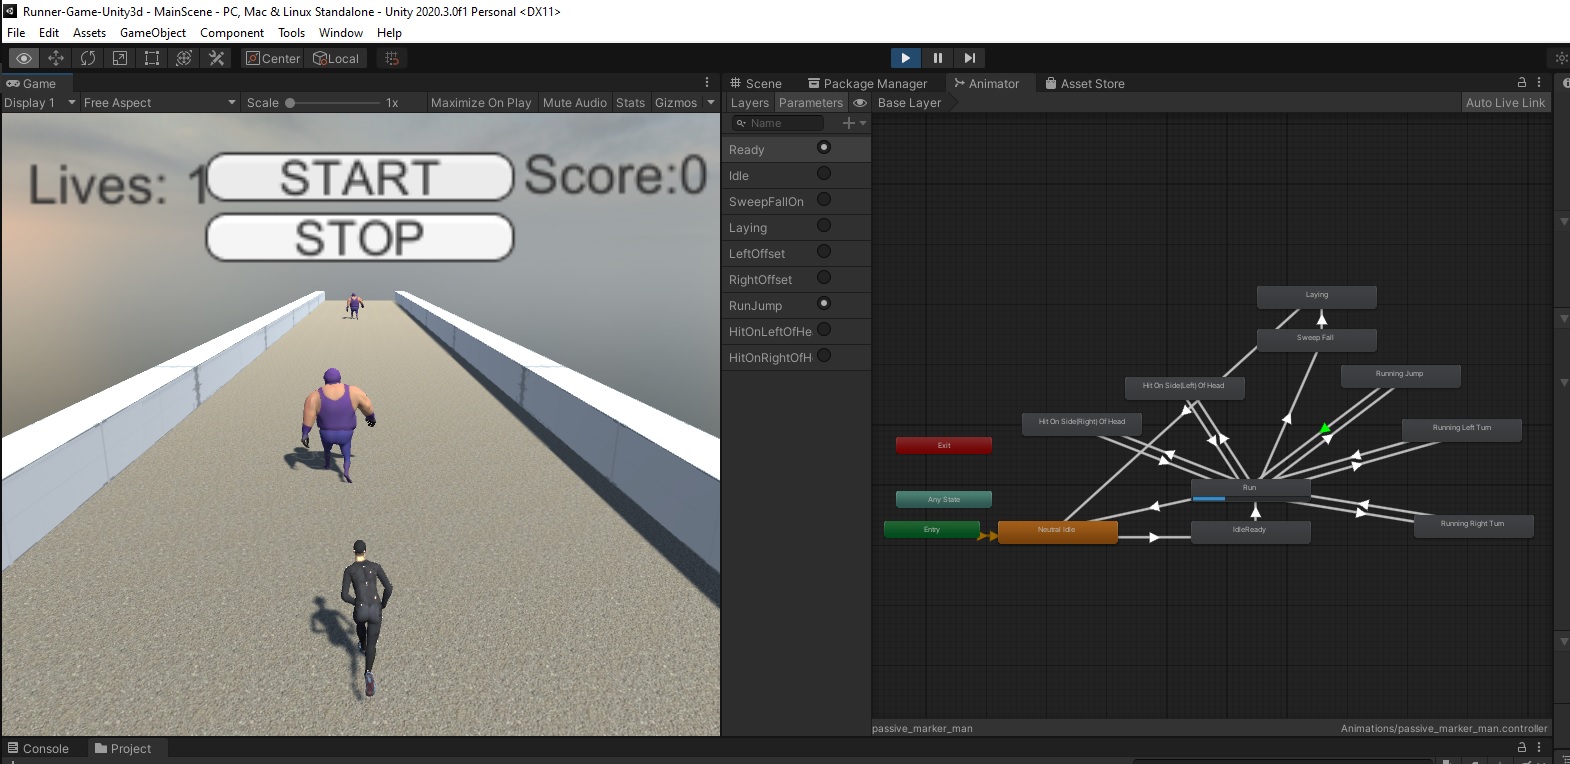 Runner-Game-Unity3d - MainScene - PC, Mac & Linux Standalone - Unity 2020.3.0f1 Personal <DX11>
File Edit Assets GameObject Component Tools Window Help
Center Local
Game
Display 1 Free Aspect Scale 1x Maximize On Play Mute Audio Stats Gizmos
Lives: 1
START
Score:0
STOP
Scene Package Manager Animator Asset Store
Layers Parameters Base Layer Auto Live Link
Name
Ready
Idle
SweepFallOn
Laying
LeftOffset
RightOffset
RunJump
HitOnLeftOfHe
HitOnRightOfH
Laying
Sweep Fall
Running Jump
Hit On Side(Left) Of Head
Hit On Side(Right) Of Head
Running Left Turn
Exit
Run
Any State
Entry
Neutral Idle
IdleReady
Running Right Turn
passive_marker_man
Animations/passive_marker_man.controller
Console Project